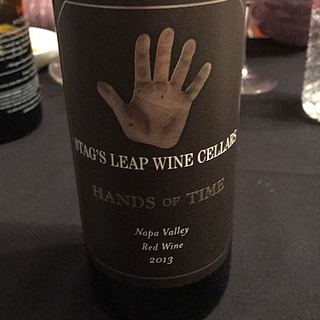 STAG'S LEAP WINE CELLARS
HANDS OF TIME
Napa Valley
Red Wine
2013